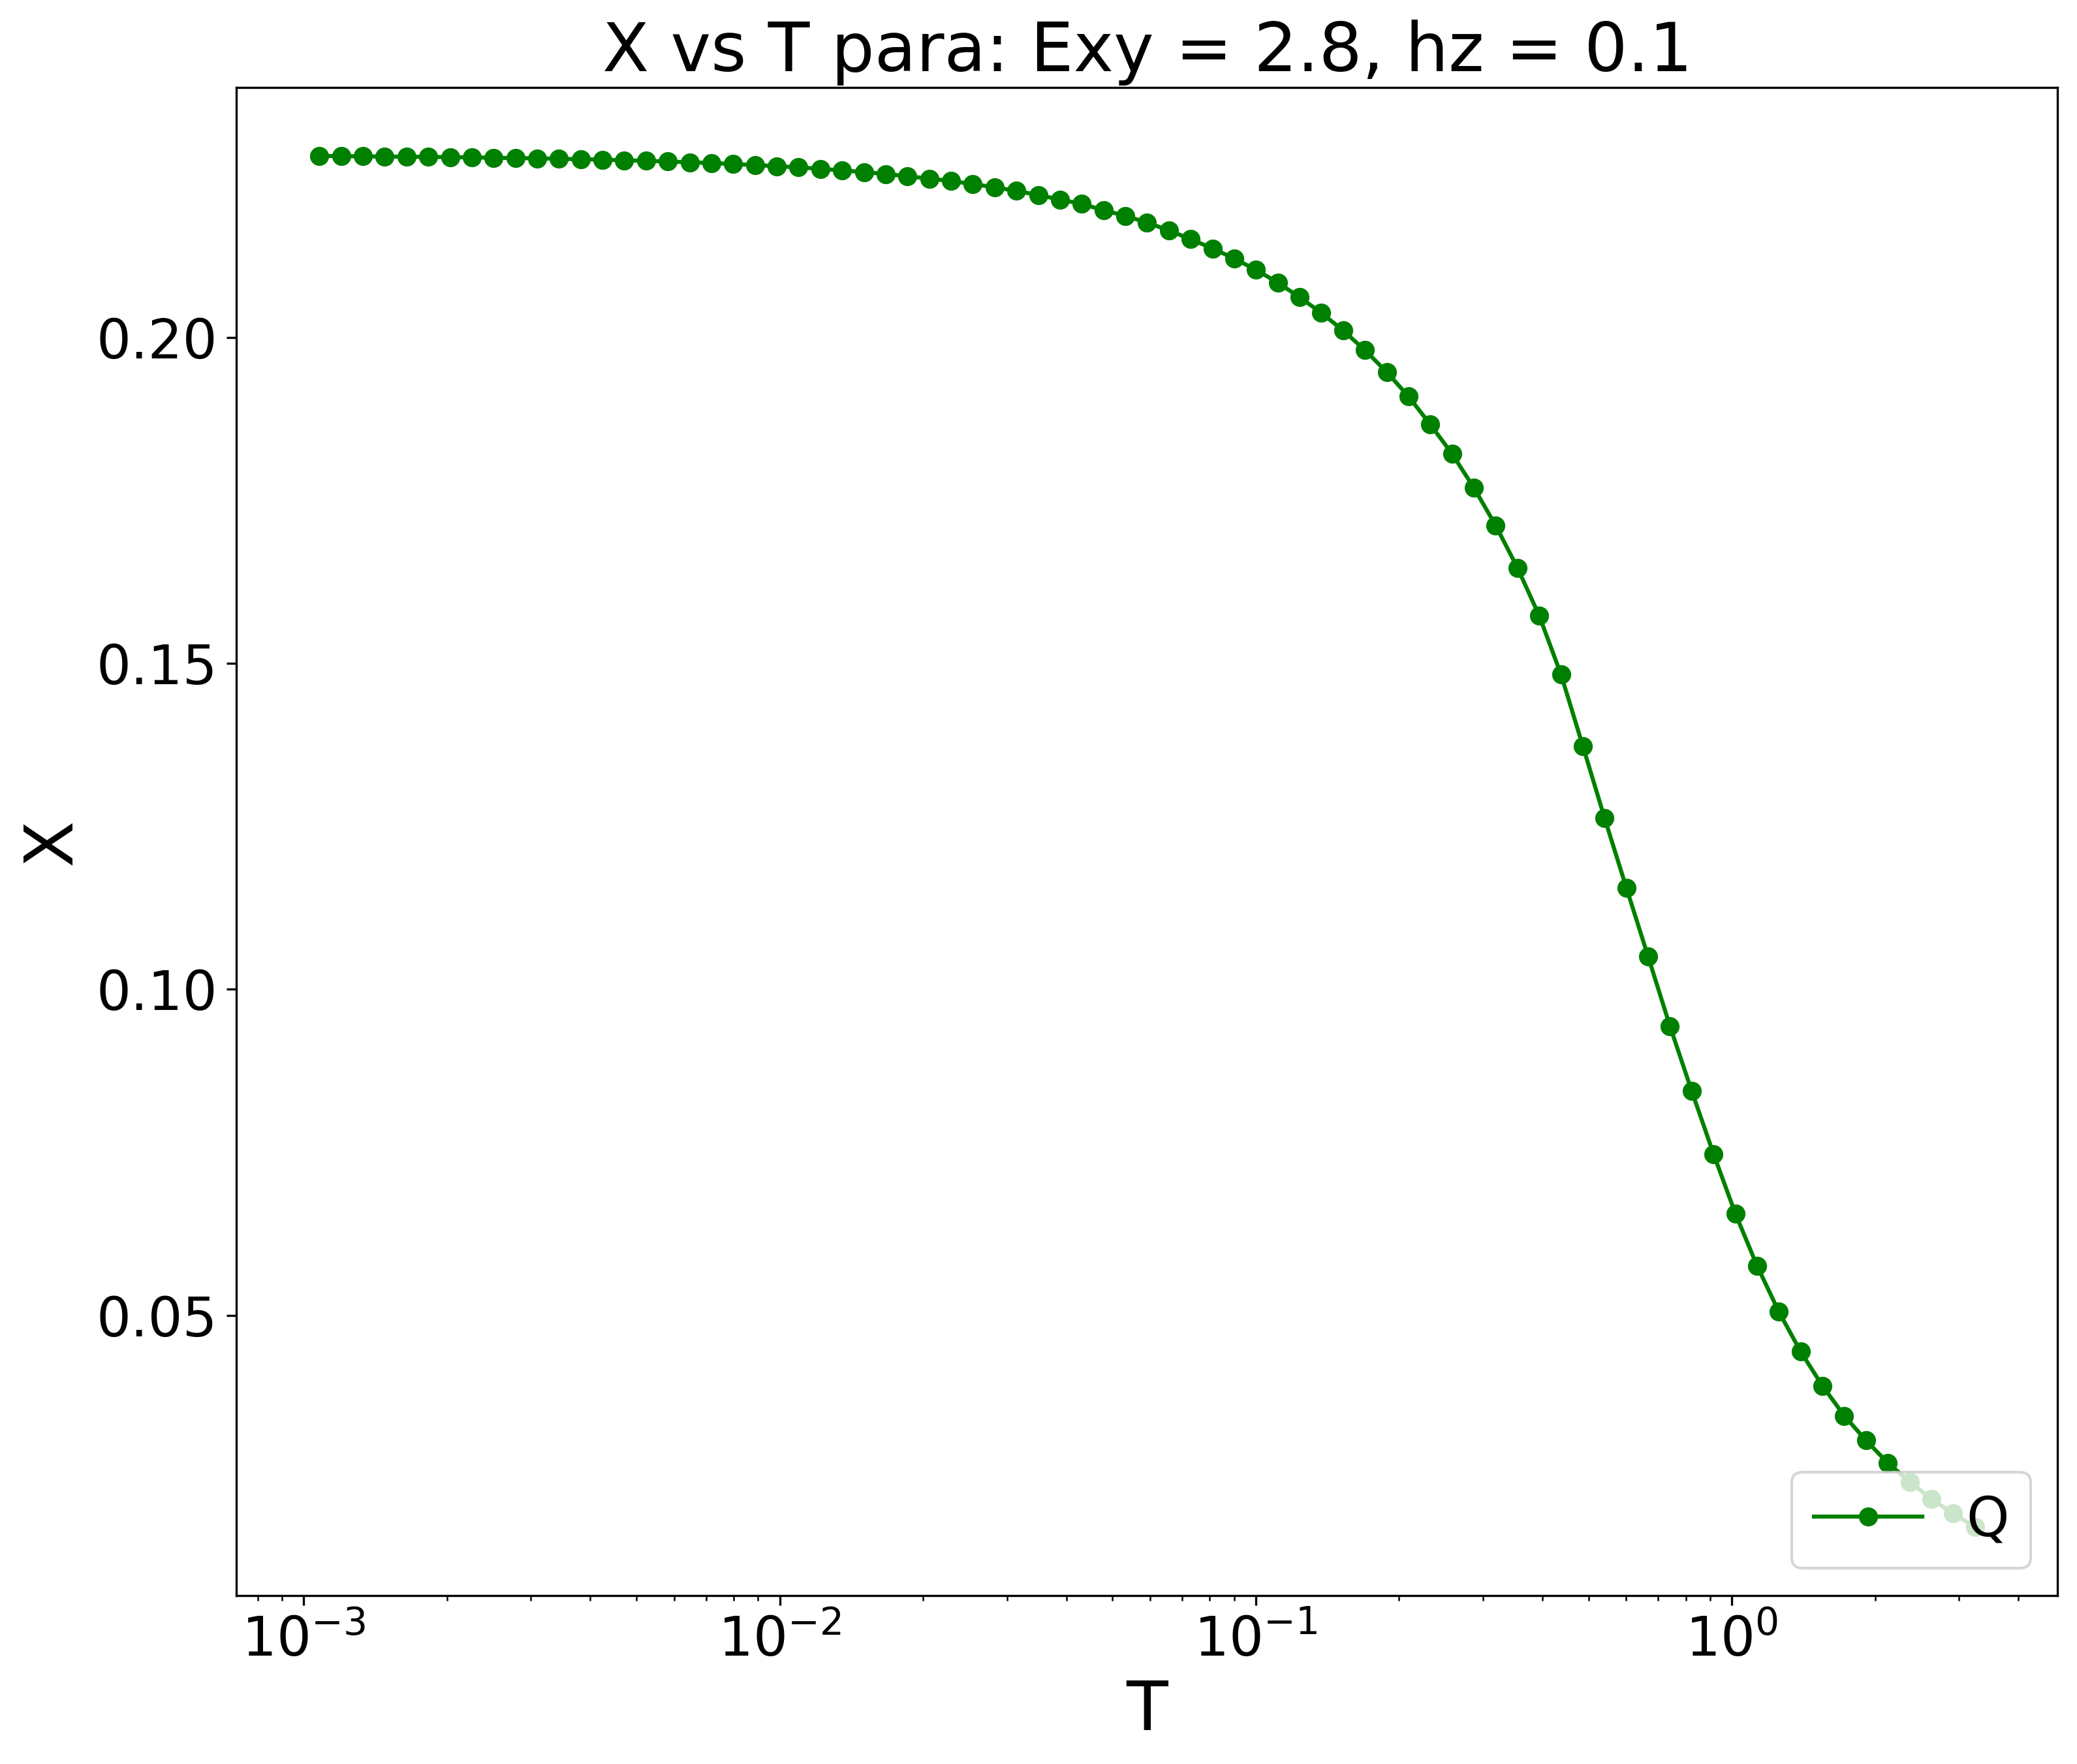 X vs T para: Exy = 2.8, hz = 0.1
X
0.20
0.15
0.10
0.05
Q
10⁻³ 10⁻² 10⁻¹ 10⁰
T